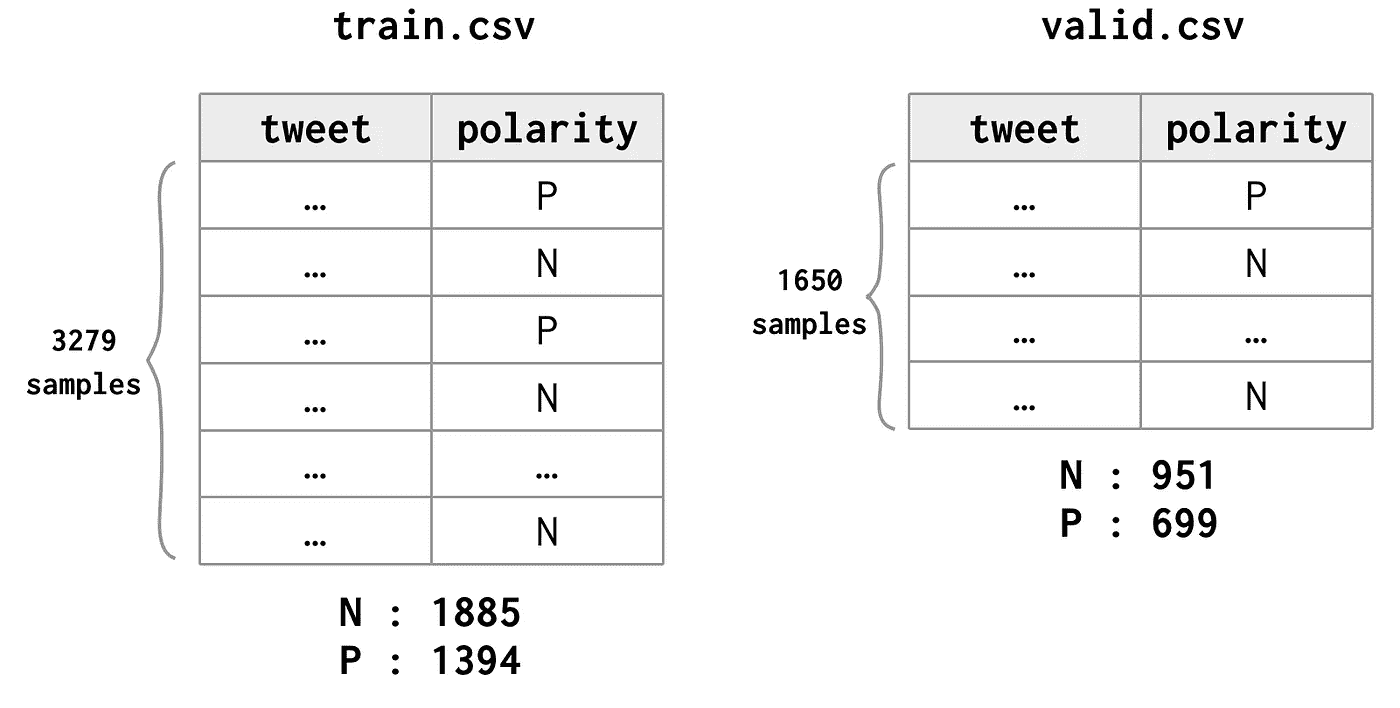 train.csv
tweet polarity
… P
… N
… P
… N
… …
… N
3279
samples
N : 1885
P : 1394
valid.csv
tweet polarity
… P
… N
… …
… N
1650
samples
N : 951
P : 699